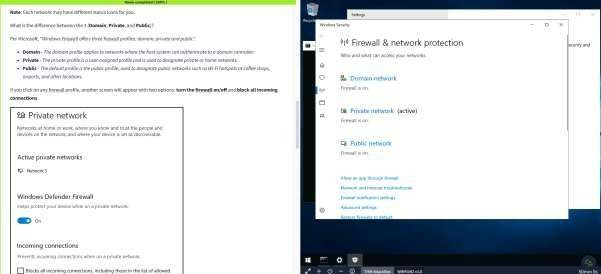 Note: Each network may have different status icons for you.
What is the difference between the 3 (Domain, Private, and Public)?
Per Microsoft, "Windows Firewall offers three firewall profiles: domain, private and public".
• Domain - The domain profile applies to networks where the host system can authenticate to a domain controller.
• Private - The private profile is a user-assigned profile and is used to designate private or home networks.
• Public - The default profile is the public profile, used to designate public networks such as Wi-Fi hotspots at coffee shops,
airports, and other locations.
If you click on any firewall profile, another screen will appear with two options: turn the firewall on/off and block all incoming
connections.
Private network
Networks at home or work, where you know and trust the people and
devices on the network, and where your device is set as discoverable.
Active private networks
Network 5
Windows Defender Firewall
Helps protect your device while on a private network.
On
Incoming connections
Prevents incoming connections when on a private network.
Blocks all incoming connections, including those in the list of allowed
Settings
Windows Security
Firewall & network protection
Who and what can access your networks.
Domain network
Firewall is on.
Private network (active)
Firewall is on.
Public network
Firewall is on.
Allow an app through firewall
Network and Internet troubleshooter
Firewall notification settings
Advanced settings
Restore firewalls to default
security and